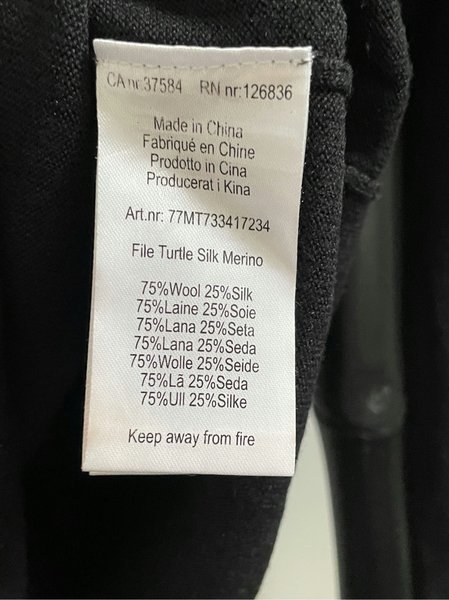 CA nr:37584 RN nr:126836
Made in China
Fabriqué en Chine
Prodotto in Cina
Producerat i Kina
Art.nr: 77MT733417234
File Turtle Silk Merino
75%Wool 25%Silk
75%Laine 25%Soie
75%Lana 25%Seta
75%Lana 25%Seda
75%Wolle 25%Seide
75%Lã 25%Seda
75%Ull 25%Silke
Keep away from fire